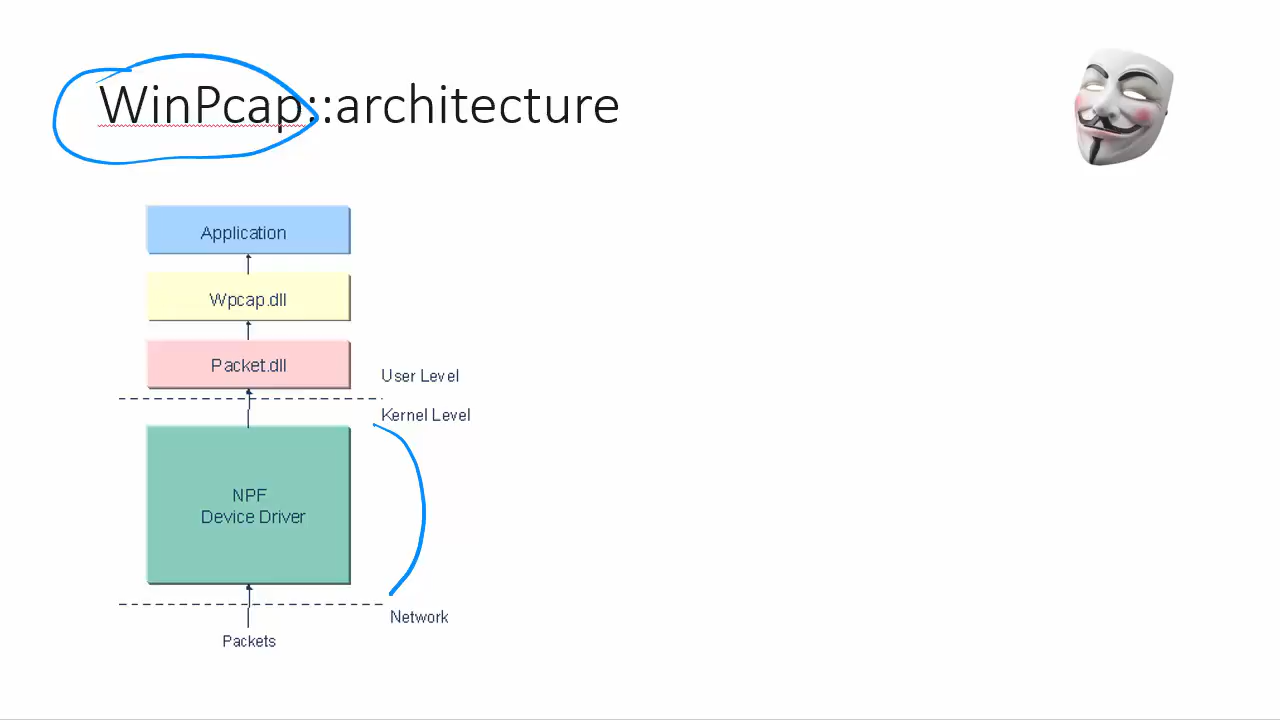 WinPcap::architecture
Application
Wpcap.dll
Packet.dll
User Level
Kernel Level
NPF
Device Driver
Network
Packets